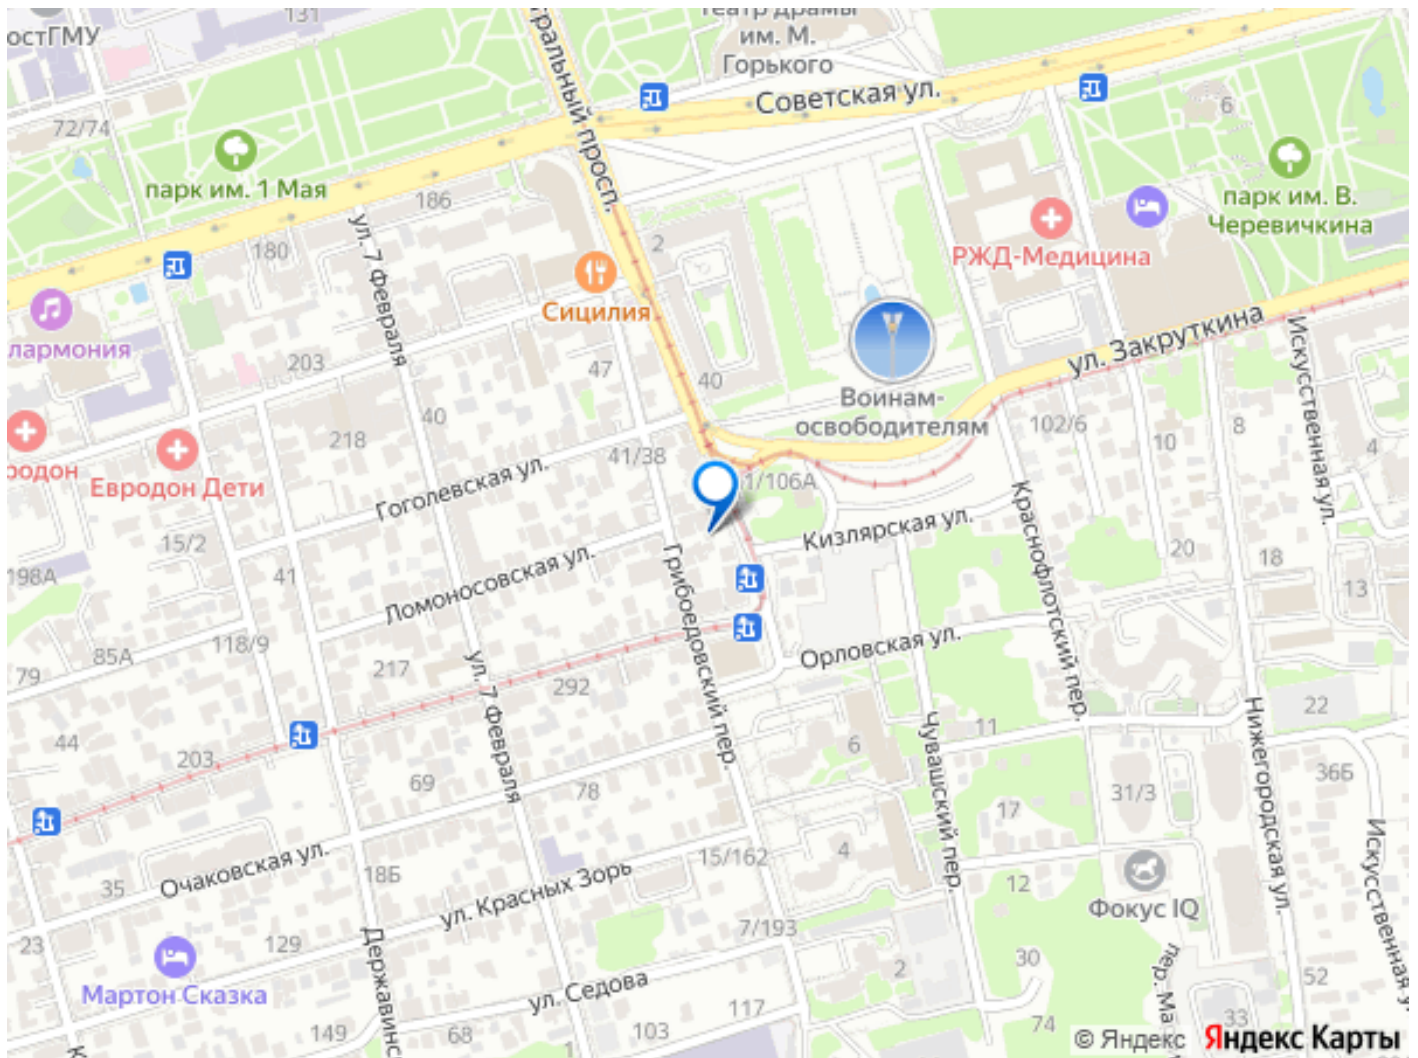 остГМУ
131
Театр драмы
им. М.
Горького
Советская ул.
72/74
парк им. 1 Мая
186
180
ул. 7 Февраля
тральный просп.
2
6
парк им. В.
Черевичкина
РЖД-Медицина
Сицилия
лармония
203
47
40
Воинам-
освободителям
ул. Закруткина
Искусственная ул.
102/6
10
8
4
родон
Евродон Дети
218
40
41/38
1/106А
Гоголевская ул.
15/2
198А
41
Ломоносовская ул.
Грибоедовский пер.
Кизлярская ул.
Краснофлотский пер.
20
18
13
118/9
85А
79
217
ул. 7 Февраля
292
Орловская ул.
44
203
69
78
6
11
Чувашский пер.
Нижегородская ул.
22
36Б
31/3
17
Очаковская ул.
35
18Б
ул. Красных Зорь
15/162
4
12
Фокус IQ
Искусственная у
23
129
Мартон Сказка
Державинс
7/193
ул. Седова
2
30
пер. Ма
52
149
68
1
103
117
74
33
© Яндекс Яндекс Карты